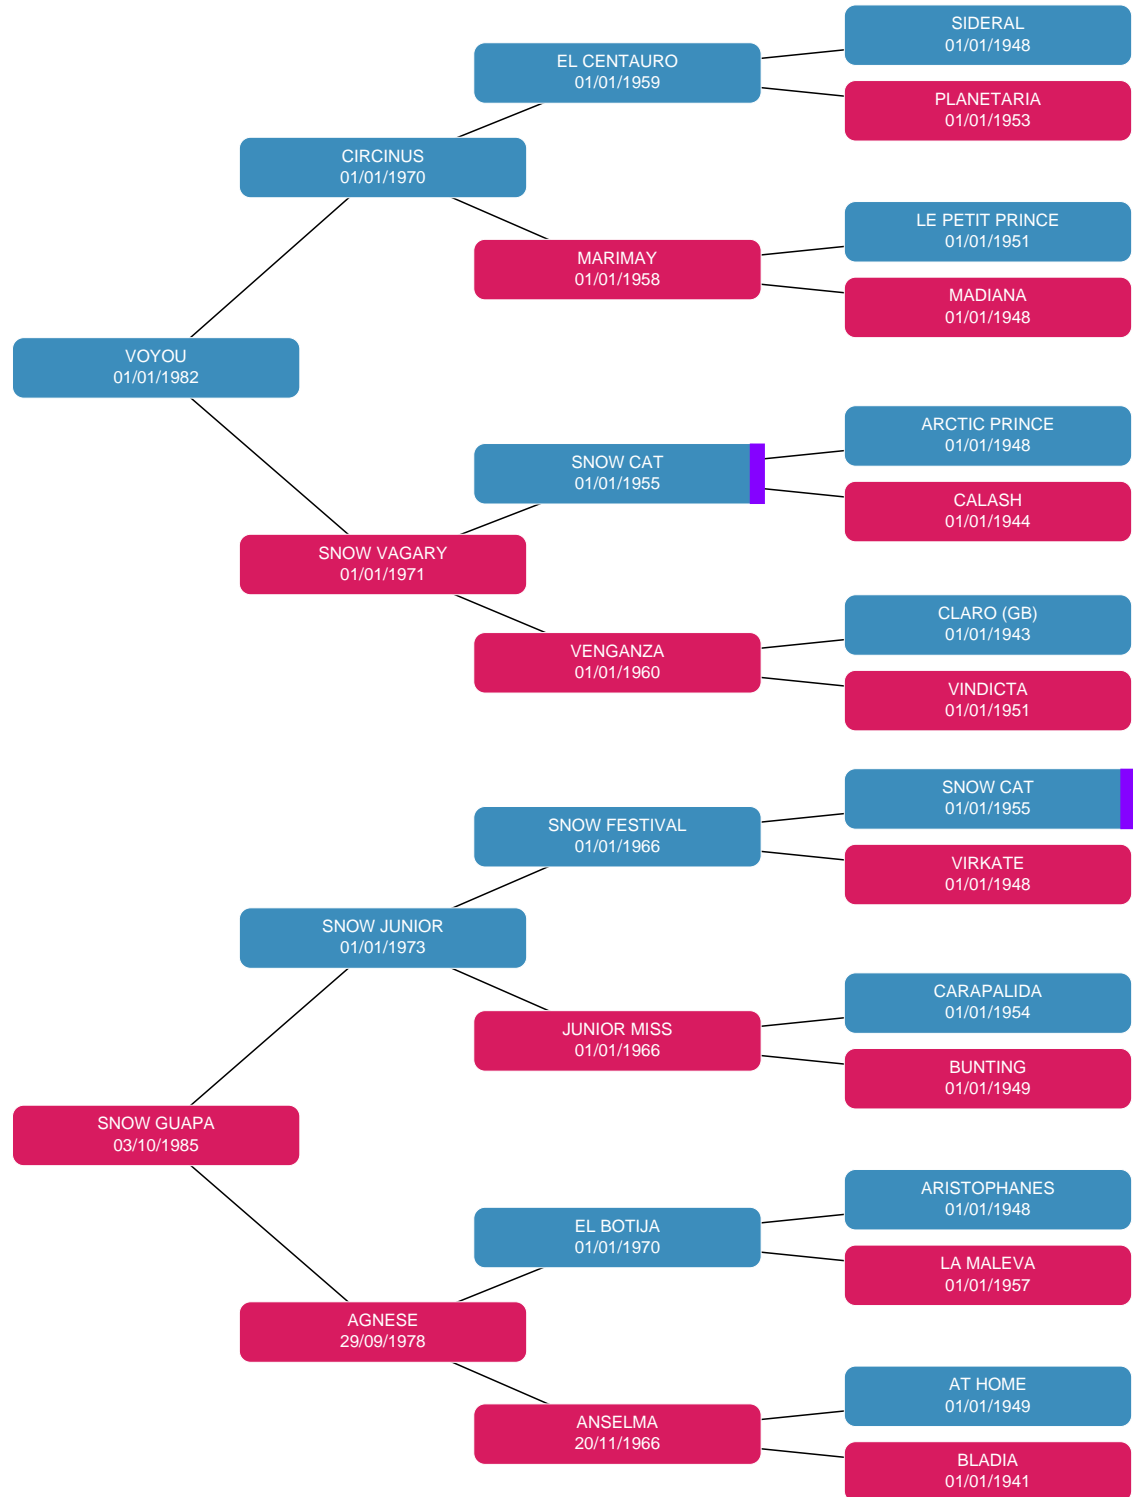 SIDERAL
01/01/1948
EL CENTAURO
01/01/1959
PLANETARIA
01/01/1953
CIRCINUS
01/01/1970
LE PETIT PRINCE
01/01/1951
MARIMAY
01/01/1958
MADIANA
01/01/1948
VOYOU
01/01/1982
ARCTIC PRINCE
01/01/1948
SNOW CAT
01/01/1955
CALASH
01/01/1944
SNOW VAGARY
01/01/1971
CLARO (GB)
01/01/1943
VENGANZA
01/01/1960
VINDICTA
01/01/1951
SNOW CAT
01/01/1955
SNOW FESTIVAL
01/01/1966
VIRKATE
01/01/1948
SNOW JUNIOR
01/01/1973
CARAPALIDA
01/01/1954
JUNIOR MISS
01/01/1966
BUNTING
01/01/1949
SNOW GUAPA
03/10/1985
ARISTOPHANES
01/01/1948
EL BOTIJA
01/01/1970
LA MALEVA
01/01/1957
AGNESE
29/09/1978
AT HOME
01/01/1949
ANSELMA
20/11/1966
BLADIA
01/01/1941